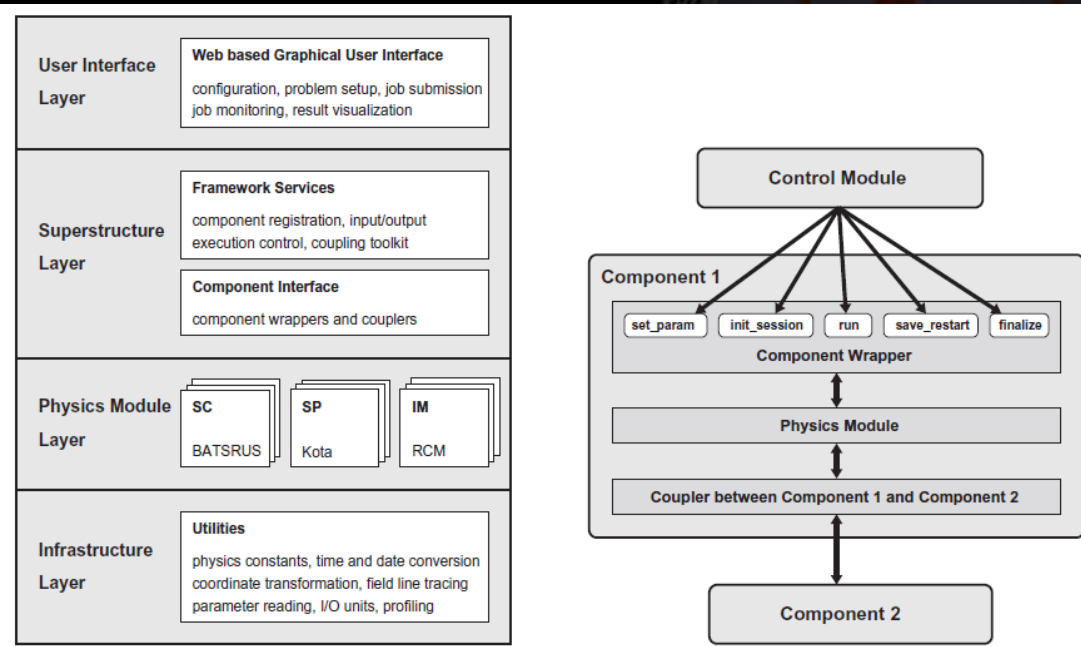 User Interface
Layer
Web based Graphical User Interface
configuration, problem setup, job submission
job monitoring, result visualization
Superstructure
Layer
Framework Services
component registration, input/output
execution control, coupling toolkit
Component Interface
component wrappers and couplers
Physics Module
Layer
SC
BATSRUS
SP
Kota
IM
RCM
Infrastructure
Layer
Utilities
physics constants, time and date conversion
coordinate transformation, field line tracing
parameter reading, I/O units, profiling
Control Module
Component 1
set_param init_session run save_restart finalize
Component Wrapper
Physics Module
Coupler between Component 1 and Component 2
Component 2